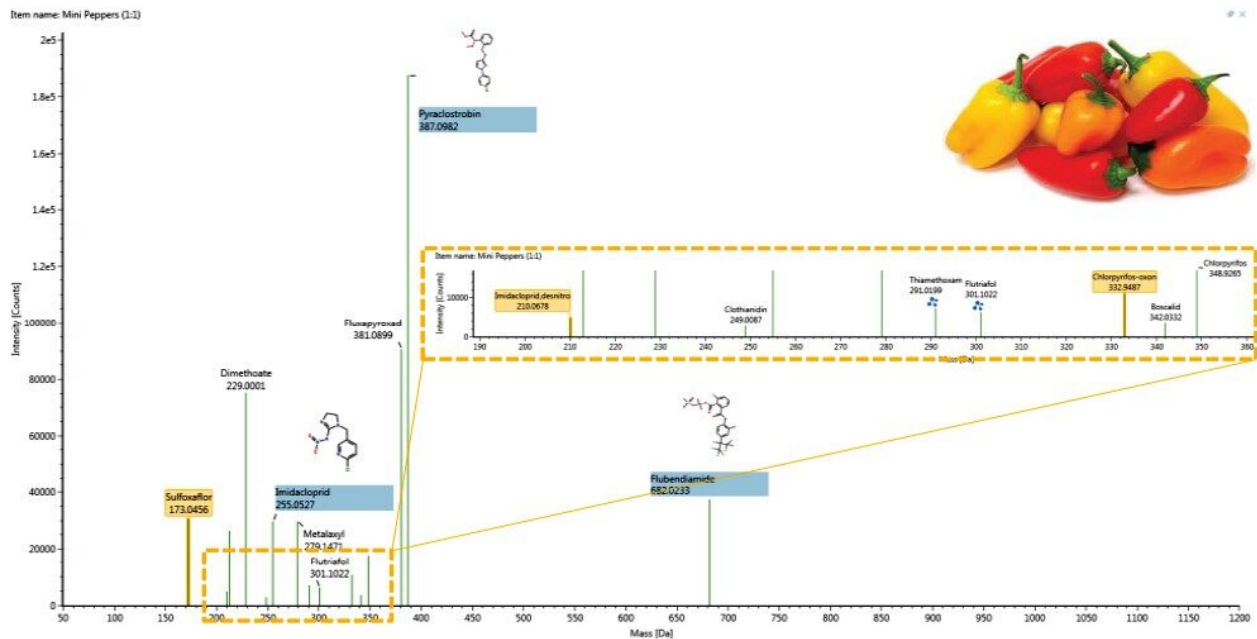 Item name: Mini Peppers (1:1)
2e5
1.8e5
1.6e5
1.4e5
1.2e5
100000
80000
60000
40000
20000
0
Intensity [Counts]
Pyraclostrobin
387.0982
Fluxapyroxad
381.0899
Dimethoate
229.0001
Sulfoxaflor
173.0456
Imidacloprid
255.0527
Metalaxyl
279.1471
Flutriafol
301.1022
Flubendiamide
682.0233
Item name: Mini Peppers (1:1)
Intensity [Counts]
10000
0
Imidacloprid,desnitro
210.0678
Clothianidin
249.0087
Thiamethoxam
291.0199
Flutriafol
301.1022
Chlorpyrifos-oxon
332.9487
Boscalid
342.0332
Chlorpyrifos
348.9265
190 200 210 220 230 240 250 260 270 280 290 300 310 320 330 340 350 360
Mass [Da]
50 100 150 200 250 300 350 400 450 500 550 600 650 700 750 800 850 900 950 1000 1050 1100 1150 1200
Mass [Da]